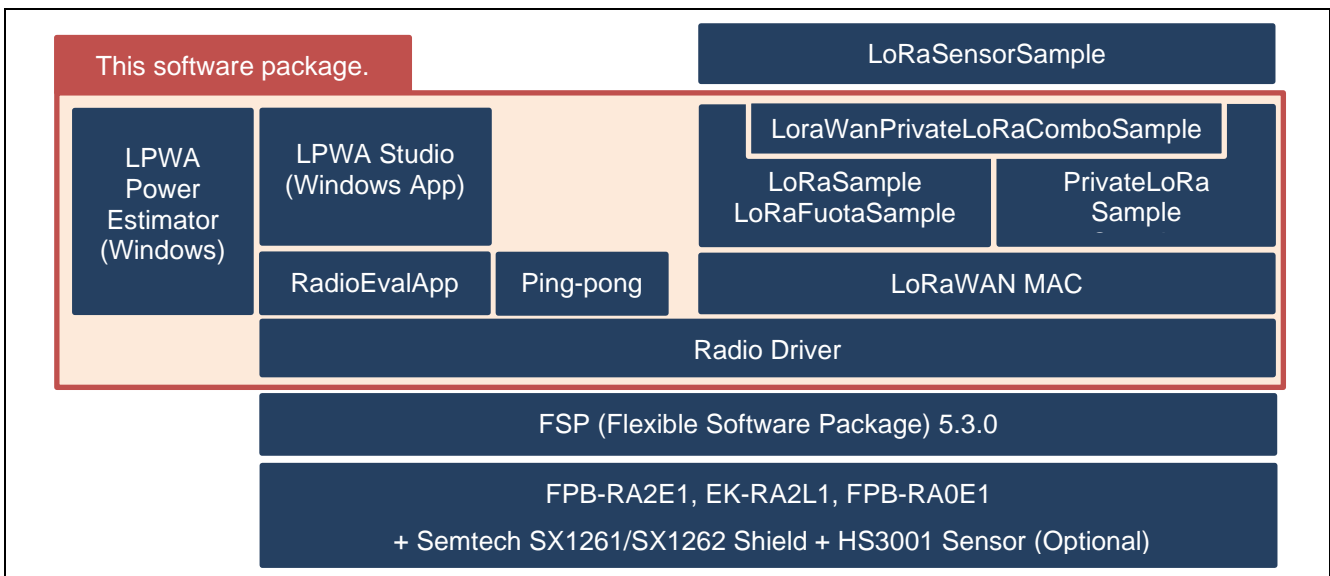 This software package.
LoRaSensorSample
LPWA
Power
Estimator
(Windows)
LPWA Studio
(Windows App)
LoraWanPrivateLoRaComboSample
LoRaSample
LoRaFuotaSample
PrivateLoRa
Sample
RadioEvalApp
Ping-pong
LoRaWAN MAC
Radio Driver
FSP (Flexible Software Package) 5.3.0
FPB-RA2E1, EK-RA2L1, FPB-RA0E1
+ Semtech SX1261/SX1262 Shield + HS3001 Sensor (Optional)